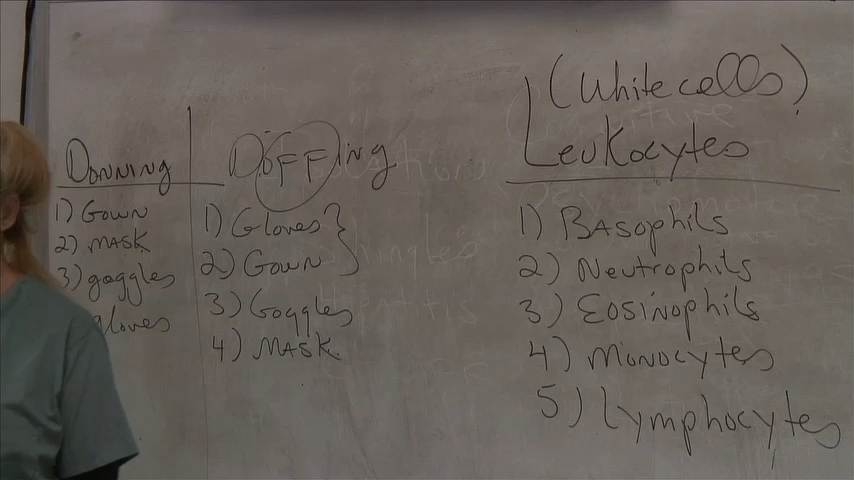 Donning
1) Gown
2) MASK
3) goggles
gloves
Doffing
1) Gloves }
2) Gown
3) Goggles
4) MASK
(White cells)
Leukocytes
1) BAsophils
2) Neutrophils
3) Eosinophils
4) Monocytes
5) Lymphocytes